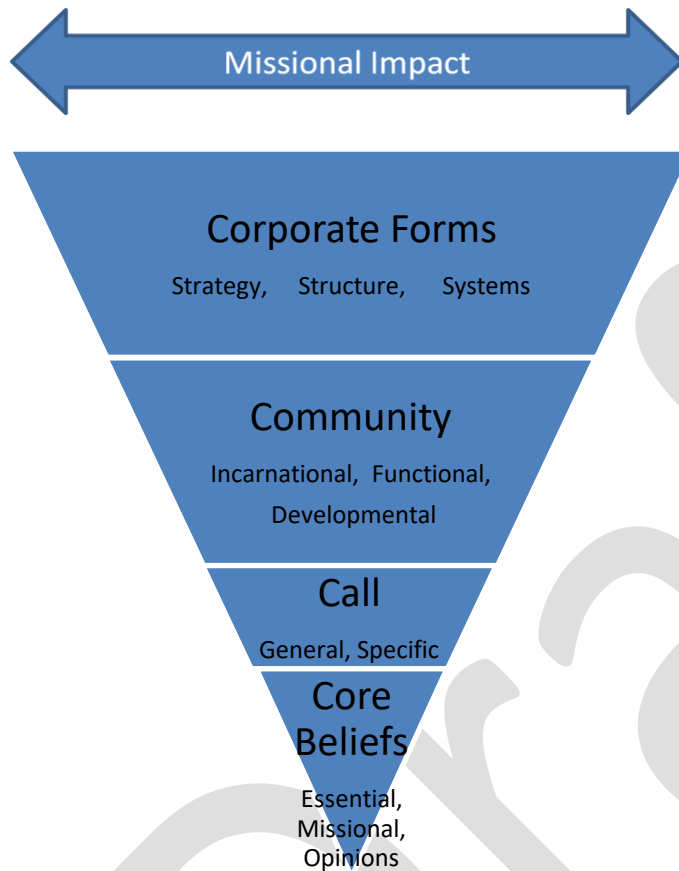 Missional Impact
Corporate Forms
Strategy, Structure, Systems
Community
Incarnational, Functional,
Developmental
Call
General, Specific
Core
Beliefs
Essential,
Missional,
Opinions